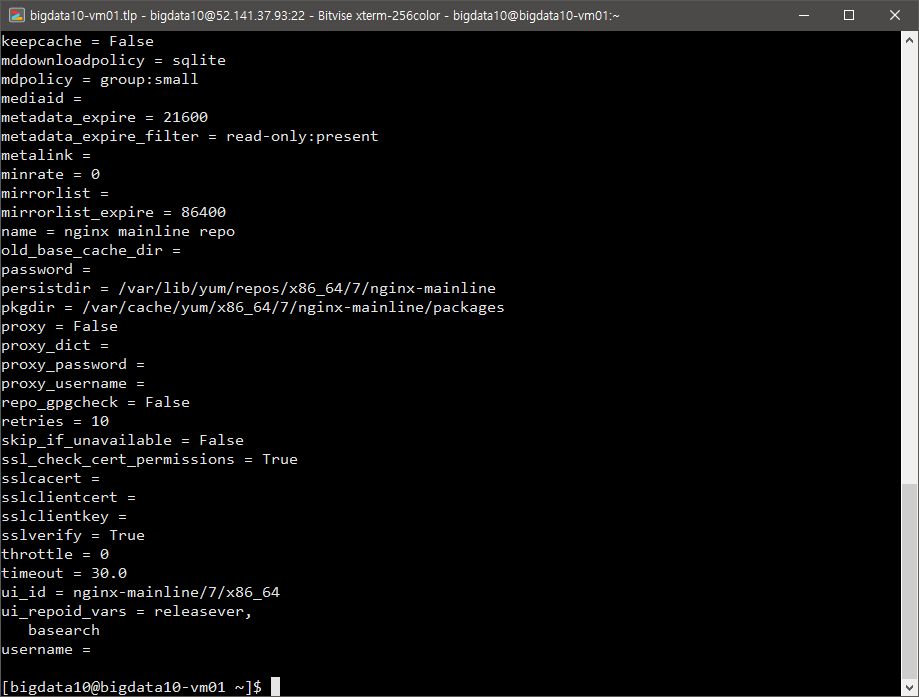 bigdata10-vm01.tlp - bigdata10@52.141.37.93:22 - Bitvise xterm-256color - bigdata10@bigdata10-vm01:~
keepcache = False
mddownloadpolicy = sqlite
mdpolicy = group:small
mediaid =
metadata_expire = 21600
metadata_expire_filter = read-only:present
metalink =
minrate = 0
mirrorlist =
mirrorlist_expire = 86400
name = nginx mainline repo
old_base_cache_dir =
password =
persistdir = /var/lib/yum/repos/x86_64/7/nginx-mainline
pkgdir = /var/cache/yum/x86_64/7/nginx-mainline/packages
proxy = False
proxy_dict =
proxy_password =
proxy_username =
repo_gpgcheck = False
retries = 10
skip_if_unavailable = False
ssl_check_cert_permissions = True
sslcacert =
sslclientcert =
sslclientkey =
sslverify = True
throttle = 0
timeout = 30.0
ui_id = nginx-mainline/7/x86_64
ui_repoid_vars = releasever,
   basearch
username =
[bigdata10@bigdata10-vm01 ~]$